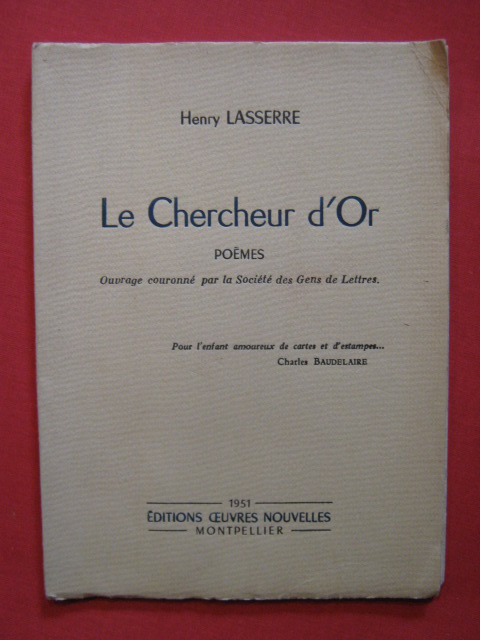 Henry LASSERRE
Le Chercheur d'Or
POÈMES
Ouvrage couronné par la Société des Gens de Lettres.
Pour l'enfant amoureux de cartes et d'estampes...
Charles BAUDELAIRE
1951
ÉDITIONS ŒUVRES NOUVELLES
MONTPELLIER